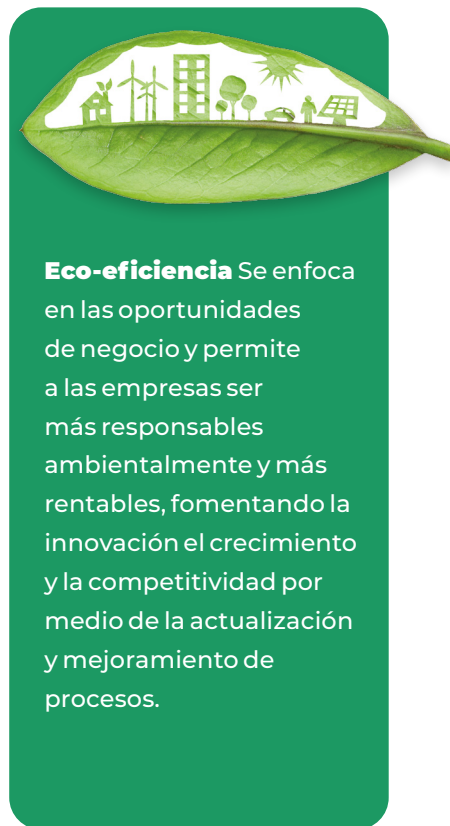 Eco-eficiencia Se enfoca
en las oportunidades
de negocio y permite
a las empresas ser
más responsables
ambientalmente y más
rentables, fomentando la
innovación el crecimiento
y la competitividad por
medio de la actualización
y mejoramiento de
procesos.